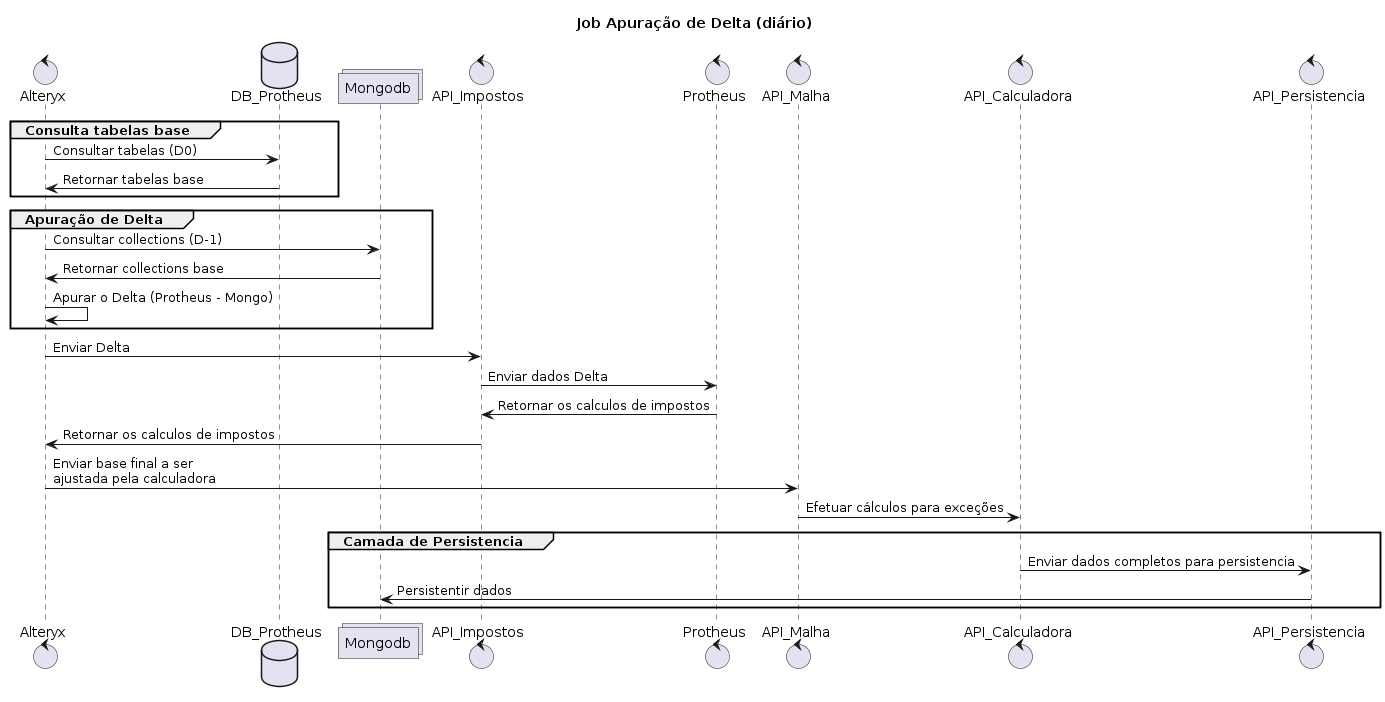 Job Apuração de Delta (diário)
Alteryx
DB_Protheus
Mongodb
API_Impostos
Protheus
API_Malha
API_Calculadora
API_Persistencia
Consulta tabelas base
Consultar tabelas (D0)
Retornar tabelas base
Apuração de Delta
Consultar collections (D-1)
Retornar collections base
Apurar o Delta (Protheus - Mongo)
Enviar Delta
Enviar dados Delta
Retornar os calculos de impostos
Retornar os calculos de impostos
Enviar base final a ser
ajustada pela calculadora
Efetuar cálculos para exceções
Camada de Persistencia
Enviar dados completos para persistencia
Persistentir dados
Alteryx
DB_Protheus
Mongodb
API_Impostos
Protheus
API_Malha
API_Calculadora
API_Persistencia